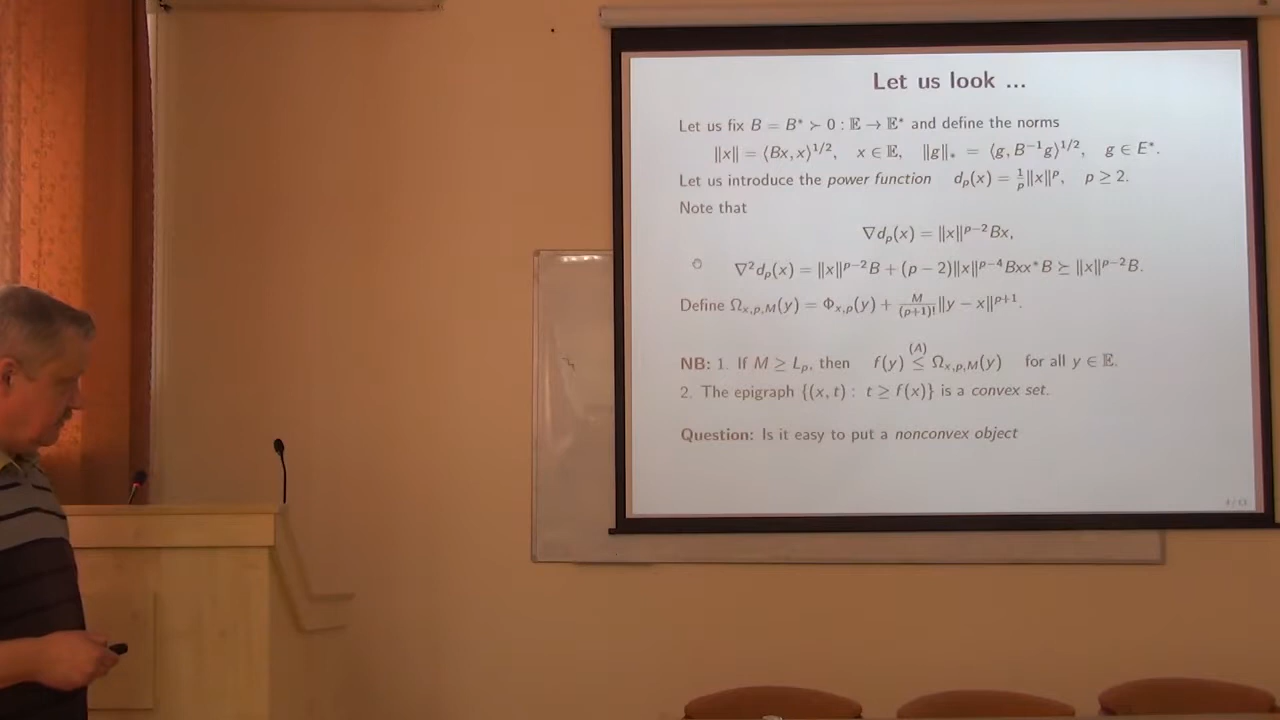 Let us look ...
Let us fix B = B* ≻ 0 : 𝔼 → 𝔼* and define the norms
‖x‖ = ⟨Bx, x⟩^{1/2}, x ∈ 𝔼, ‖g‖_* = ⟨g, B^{-1}g⟩^{1/2}, g ∈ E*.
Let us introduce the power function d_p(x) = \frac{1}{p}‖x‖^p, p ≥ 2.
Note that
∇d_p(x) = ‖x‖^{p-2}Bx,
∇²d_p(x) = ‖x‖^{p-2}B + (p − 2)‖x‖^{p-4}Bxx*B ⪰ ‖x‖^{p-2}B.
Define Ω_{x,p,M}(y) = Φ_{x,p}(y) + \frac{M}{(p+1)!}‖y − x‖^{p+1}.
NB: 1. If M ≥ L_p, then f(y) \overset{(A)}{≤} Ω_{x,p,M}(y) for all y ∈ 𝔼.
2. The epigraph {(x, t) : t ≥ f(x)} is a convex set.
Question: Is it easy to put a nonconvex object